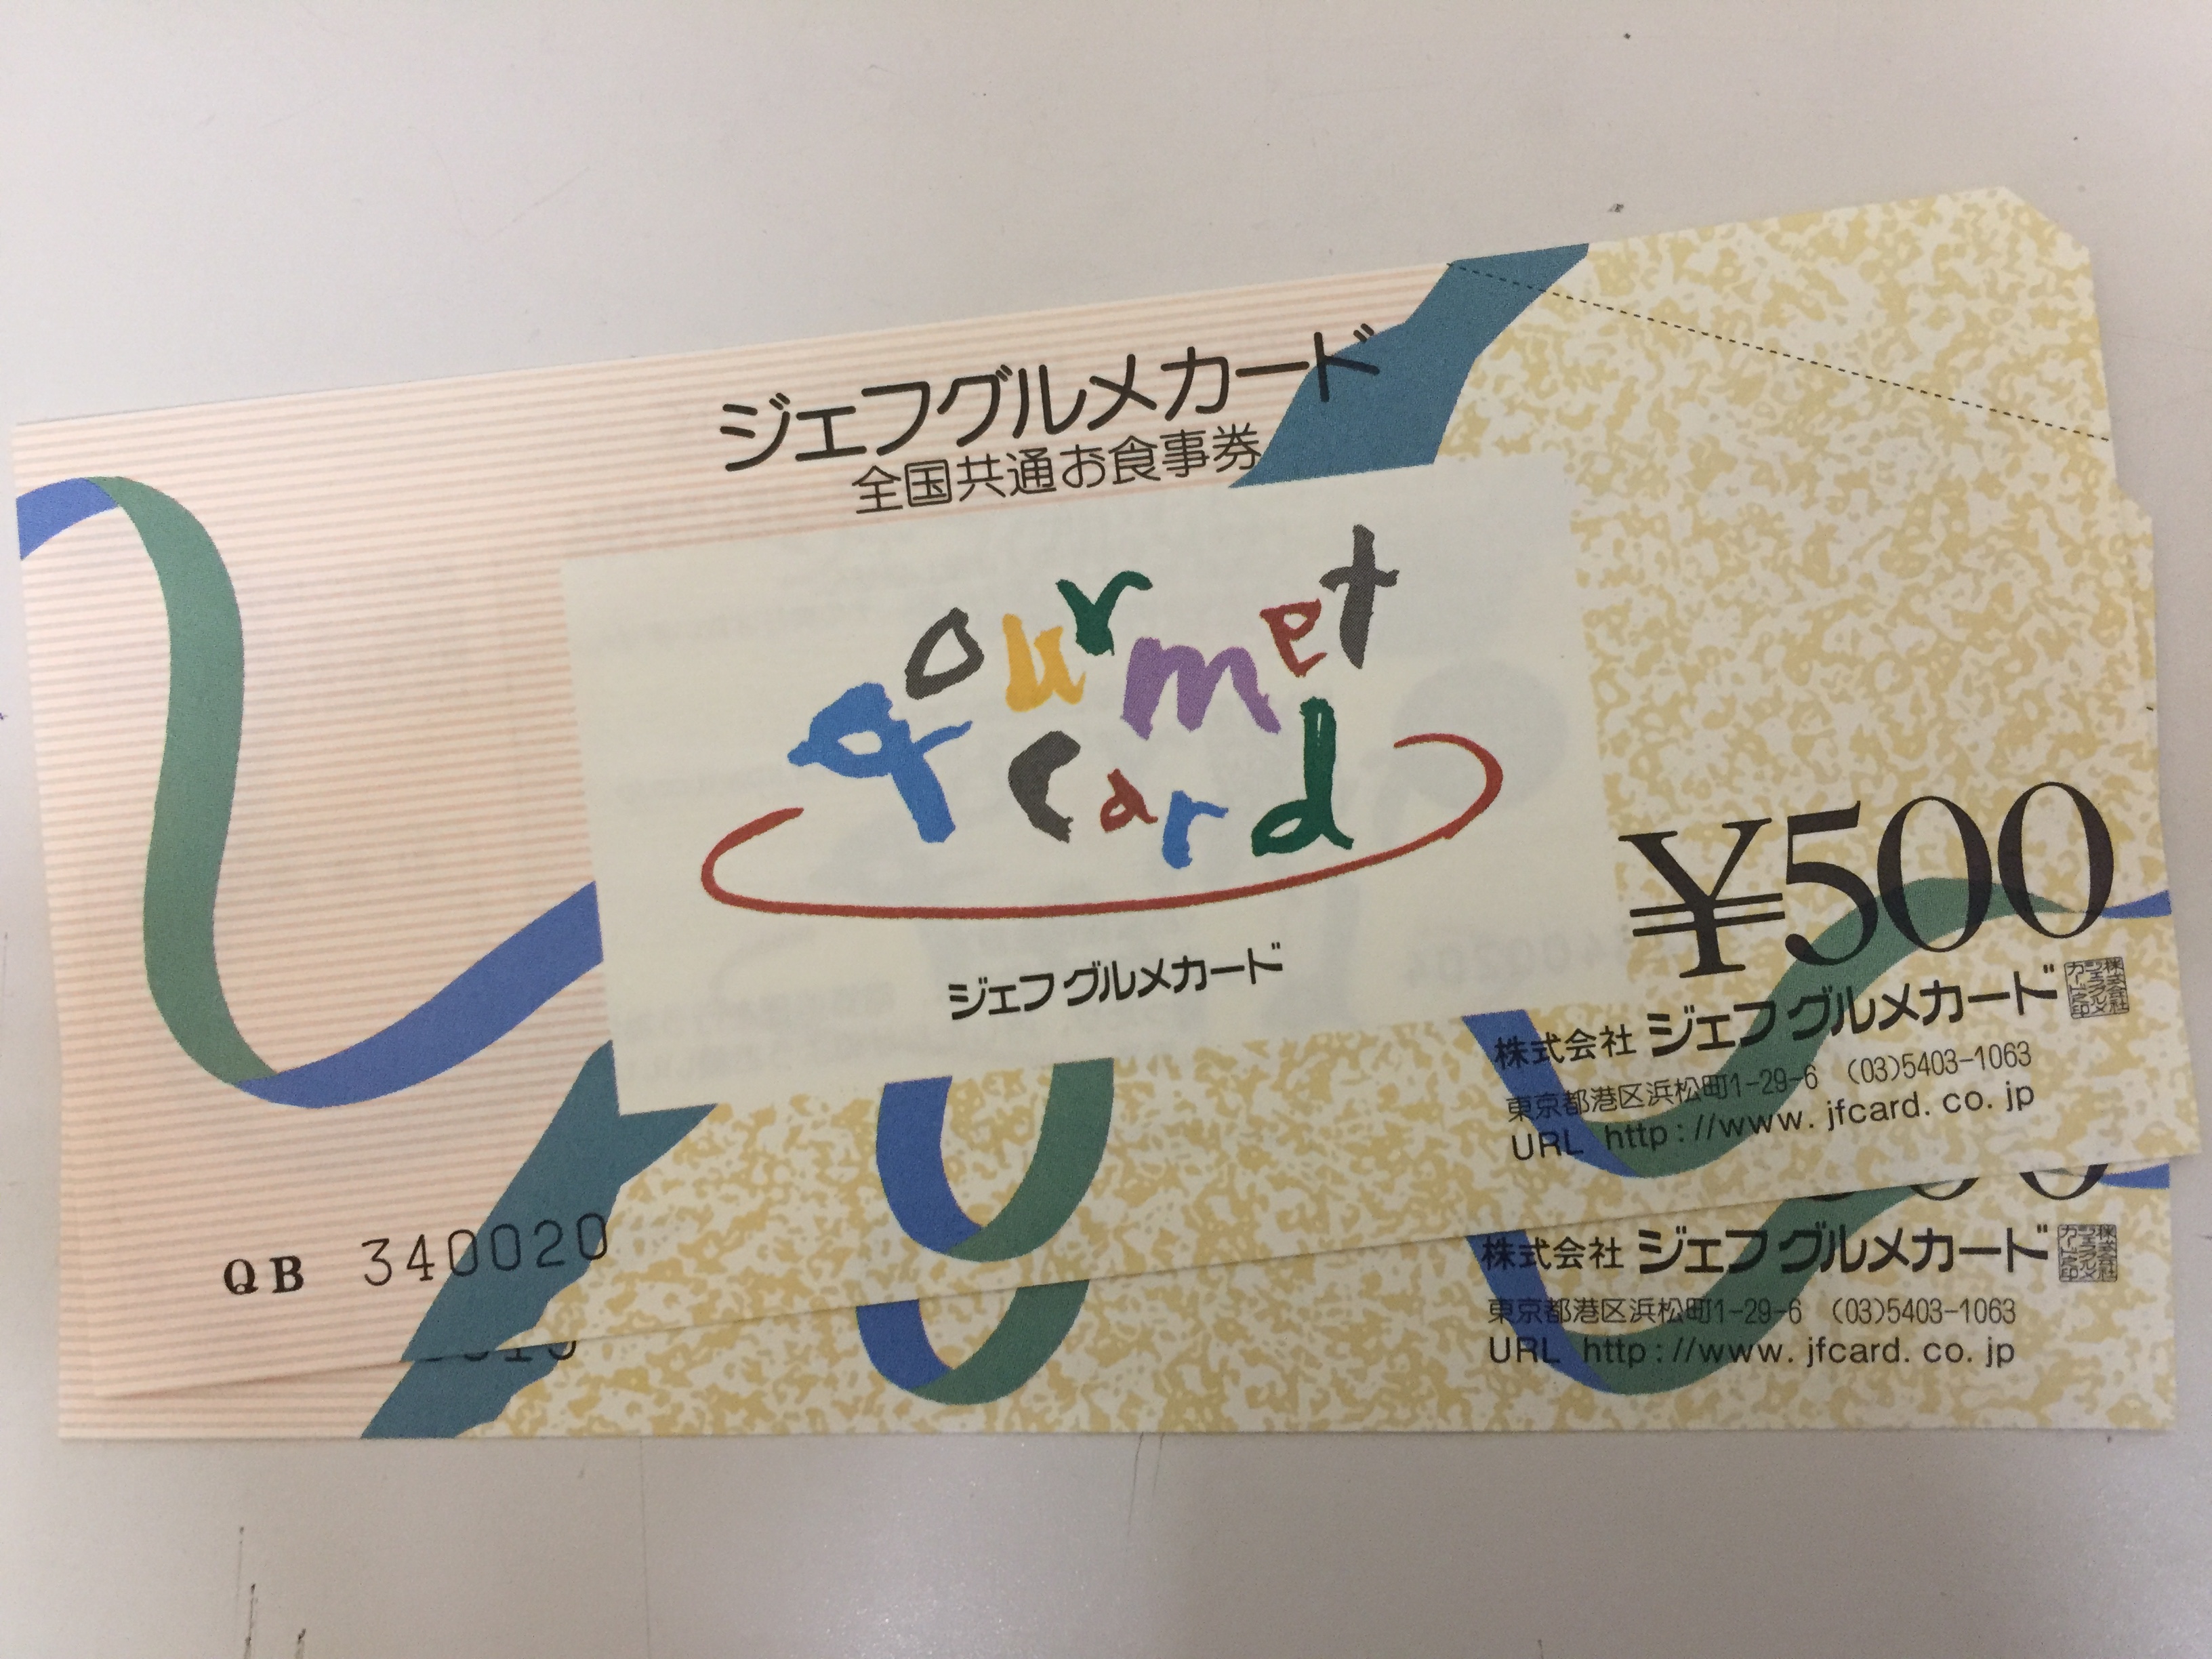 ジェフグルメカード
全国共通お食事券
gourmet
card
ジェフグルメカード
¥500
株式会社 ジェフグルメカード
東京都港区浜松町1-29-6 (03)5403-1063
URL http://www.jfcard.co.jp
QB 340020
株式会社 ジェフグルメカード
東京都港区浜松町1-29-6 (03)5403-1063
URL http://www.jfcard.co.jp